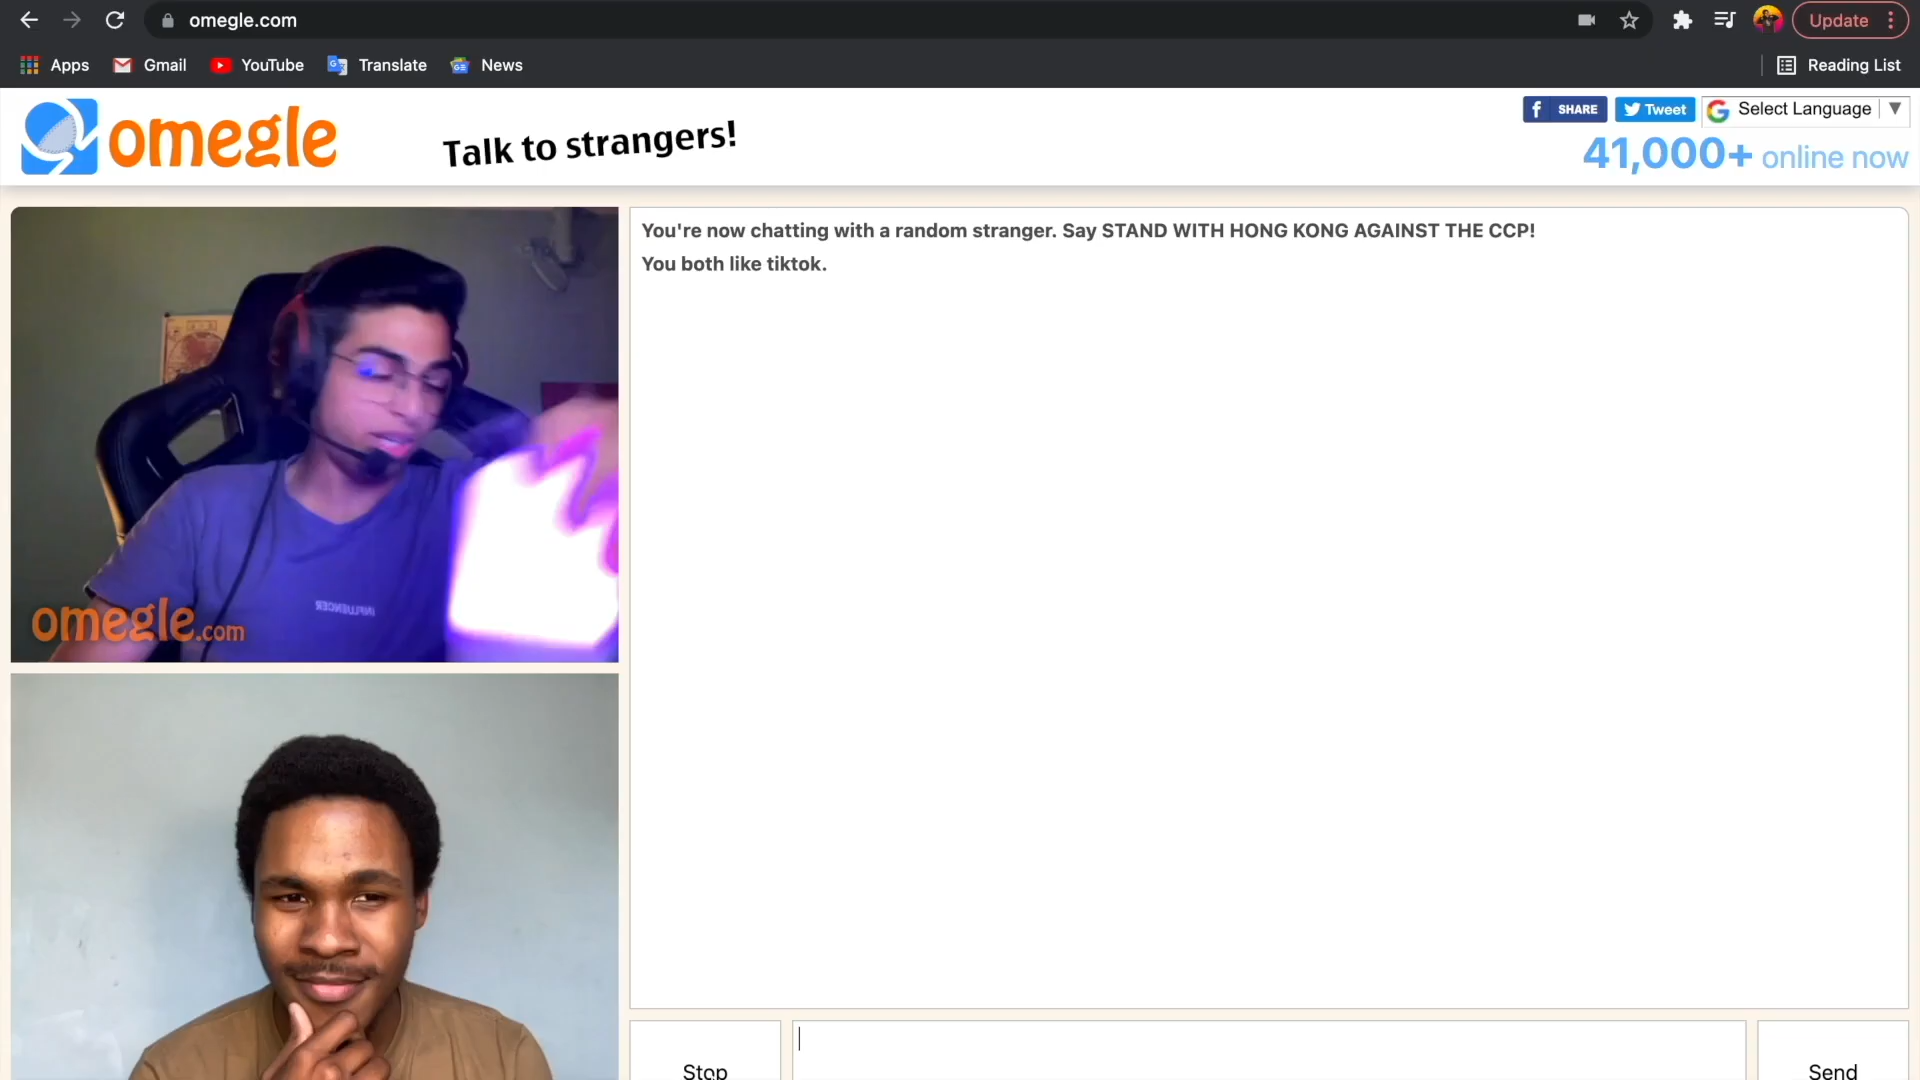 omegle.com
Update
Apps
Gmail
YouTube
Translate
News
Reading List
omegle
Talk to strangers!
f SHARE
Tweet
Select Language
41,000+ online now
You're now chatting with a random stranger. Say STAND WITH HONG KONG AGAINST THE CCP!
You both like tiktok.
INFLUENCER
omegle.com
Stop
Send